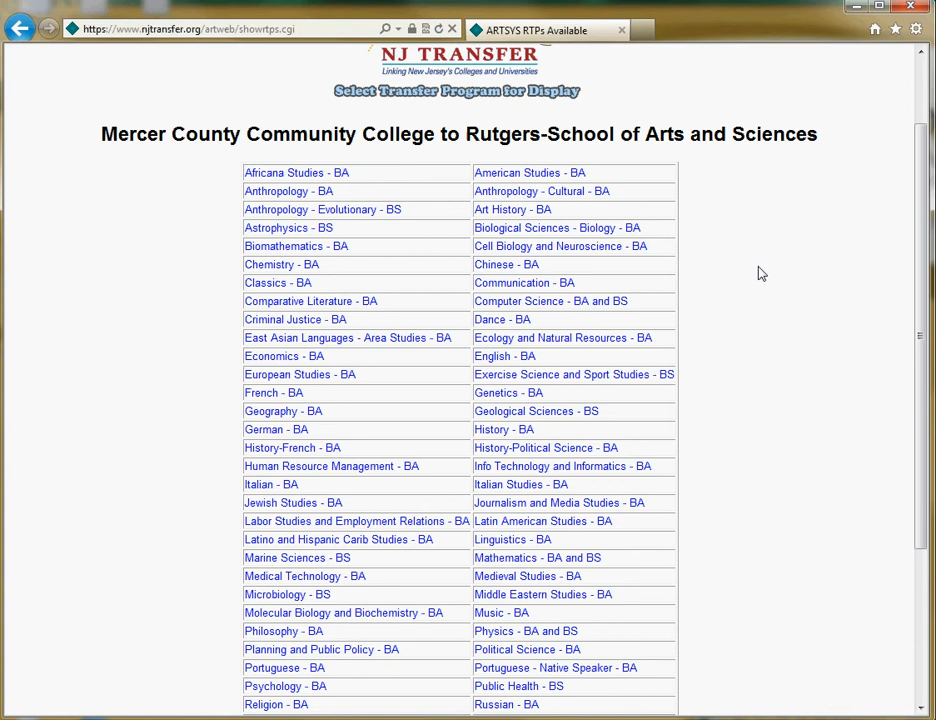 https://www.njtransfer.org/artweb/showrtps.cgi
ARTSYS RTPs Available
NJ TRANSFER
Linking New Jersey's Colleges and Universities
Select Transfer Program for Display
Mercer County Community College to Rutgers-School of Arts and Sciences
Africana Studies - BA American Studies - BA
Anthropology - BA Anthropology - Cultural - BA
Anthropology - Evolutionary - BS Art History - BA
Astrophysics - BS Biological Sciences - Biology - BA
Biomathematics - BA Cell Biology and Neuroscience - BA
Chemistry - BA Chinese - BA
Classics - BA Communication - BA
Comparative Literature - BA Computer Science - BA and BS
Criminal Justice - BA Dance - BA
East Asian Languages - Area Studies - BA Ecology and Natural Resources - BA
Economics - BA English - BA
European Studies - BA Exercise Science and Sport Studies - BS
French - BA Genetics - BA
Geography - BA Geological Sciences - BS
German - BA History - BA
History-French - BA History-Political Science - BA
Human Resource Management - BA Info Technology and Informatics - BA
Italian - BA Italian Studies - BA
Jewish Studies - BA Journalism and Media Studies - BA
Labor Studies and Employment Relations - BA Latin American Studies - BA
Latino and Hispanic Carib Studies - BA Linguistics - BA
Marine Sciences - BS Mathematics - BA and BS
Medical Technology - BA Medieval Studies - BA
Microbiology - BS Middle Eastern Studies - BA
Molecular Biology and Biochemistry - BA Music - BA
Philosophy - BA Physics - BA and BS
Planning and Public Policy - BA Political Science - BA
Portuguese - BA Portuguese - Native Speaker - BA
Psychology - BA Public Health - BS
Religion - BA Russian - BA